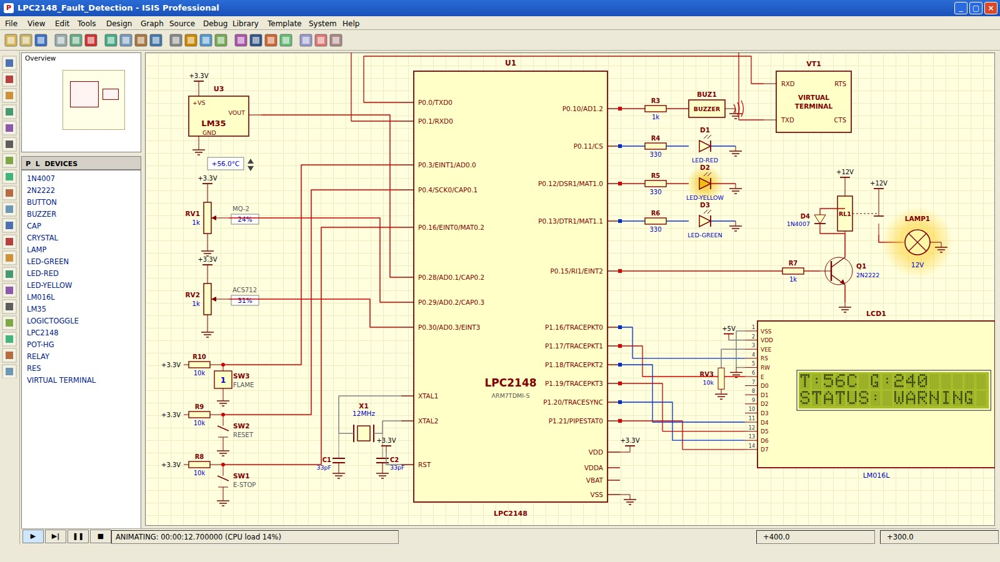 P LPC2148_Fault_Detection - ISIS Professional
File View Edit Tools Design Graph Source Debug Library Template System Help
Overview
P L DEVICES
1N4007
2N2222
BUTTON
BUZZER
CAP
CRYSTAL
LAMP
LED-GREEN
LED-RED
LED-YELLOW
LM016L
LM35
LOGICTOGGLE
LPC2148
POT-HG
RELAY
RES
VIRTUAL TERMINAL
+3.3V
U3
+VS
VOUT
LM35
GND
+56.0°C
+3.3V
RV1
1k
MQ-2
24%
+3.3V
RV2
1k
ACS712
31%
+3.3V
R10
10k
1
SW3
FLAME
+3.3V
R9
10k
SW2
RESET
+3.3V
R8
10k
SW1
E-STOP
X1
12MHz
C1
33pF
C2
33pF
+3.3V
U1
P0.0/TXD0
P0.1/RXD0
P0.3/EINT1/AD0.0
P0.4/SCK0/CAP0.1
P0.16/EINT0/MAT0.2
P0.28/AD0.1/CAP0.2
P0.29/AD0.2/CAP0.3
P0.30/AD0.3/EINT3
XTAL1
XTAL2
RST
LPC2148
ARM7TDMI-S
P0.10/AD1.2
P0.11/CS
P0.12/DSR1/MAT1.0
P0.13/DTR1/MAT1.1
P0.15/RI1/EINT2
P1.16/TRACEPKT0
P1.17/TRACEPKT1
P1.18/TRACEPKT2
P1.19/TRACEPKT3
P1.20/TRACESYNC
P1.21/PIPESTAT0
VDD
VDDA
VBAT
VSS
LPC2148
+3.3V
R3
1k
BUZ1
BUZZER
R4
330
D1
LED-RED
R5
330
D2
LED-YELLOW
R6
330
D3
LED-GREEN
VT1
RXD
RTS
VIRTUAL
TERMINAL
TXD
CTS
+12V
+12V
D4
1N4007
RL1
LAMP1
12V
R7
1k
Q1
2N2222
+5V
RV3
10k
LCD1
1 VSS
2 VDD
3 VEE
4 RS
5 RW
6 E
7 D0
8 D1
9 D2
10 D3
11 D4
12 D5
13 D6
14 D7
T:56C G:240
STATUS: WARNING
LM016L
ANIMATING: 00:00:12.700000 (CPU load 14%)
+400.0
+300.0